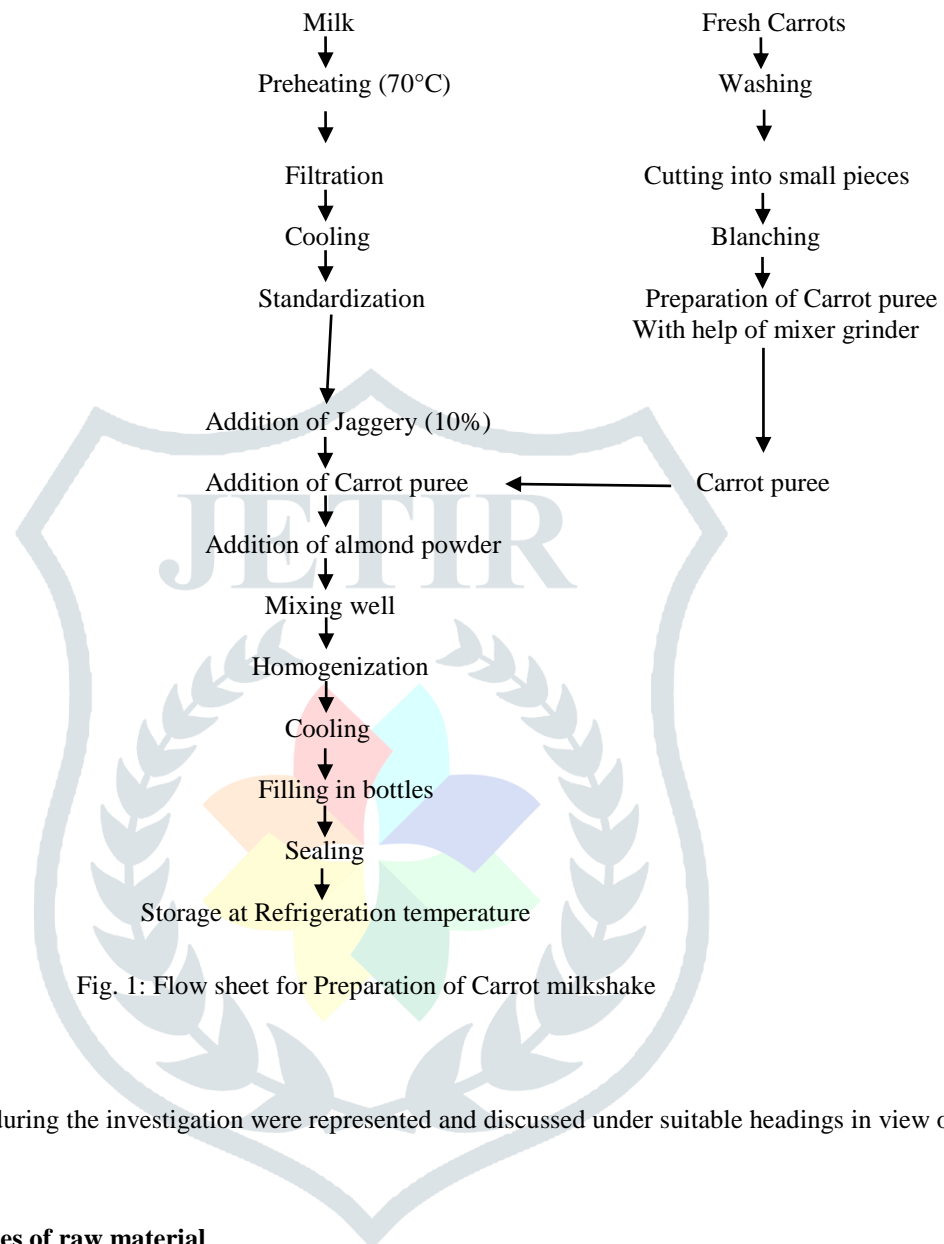 Milk
Preheating (70°C)
Filtration
Cooling
Standardization
Addition of Jaggery (10%)
Addition of Carrot puree
Addition of almond powder
Mixing well
Homogenization
Cooling
Filling in bottles
Sealing
Storage at Refrigeration temperature
Fresh Carrots
Washing
Cutting into small pieces
Blanching
Preparation of Carrot puree
With help of mixer grinder
Carrot puree
JETIR
Fig. 1: Flow sheet for Preparation of Carrot milkshake
during the investigation were represented and discussed under suitable headings in view
es of raw material